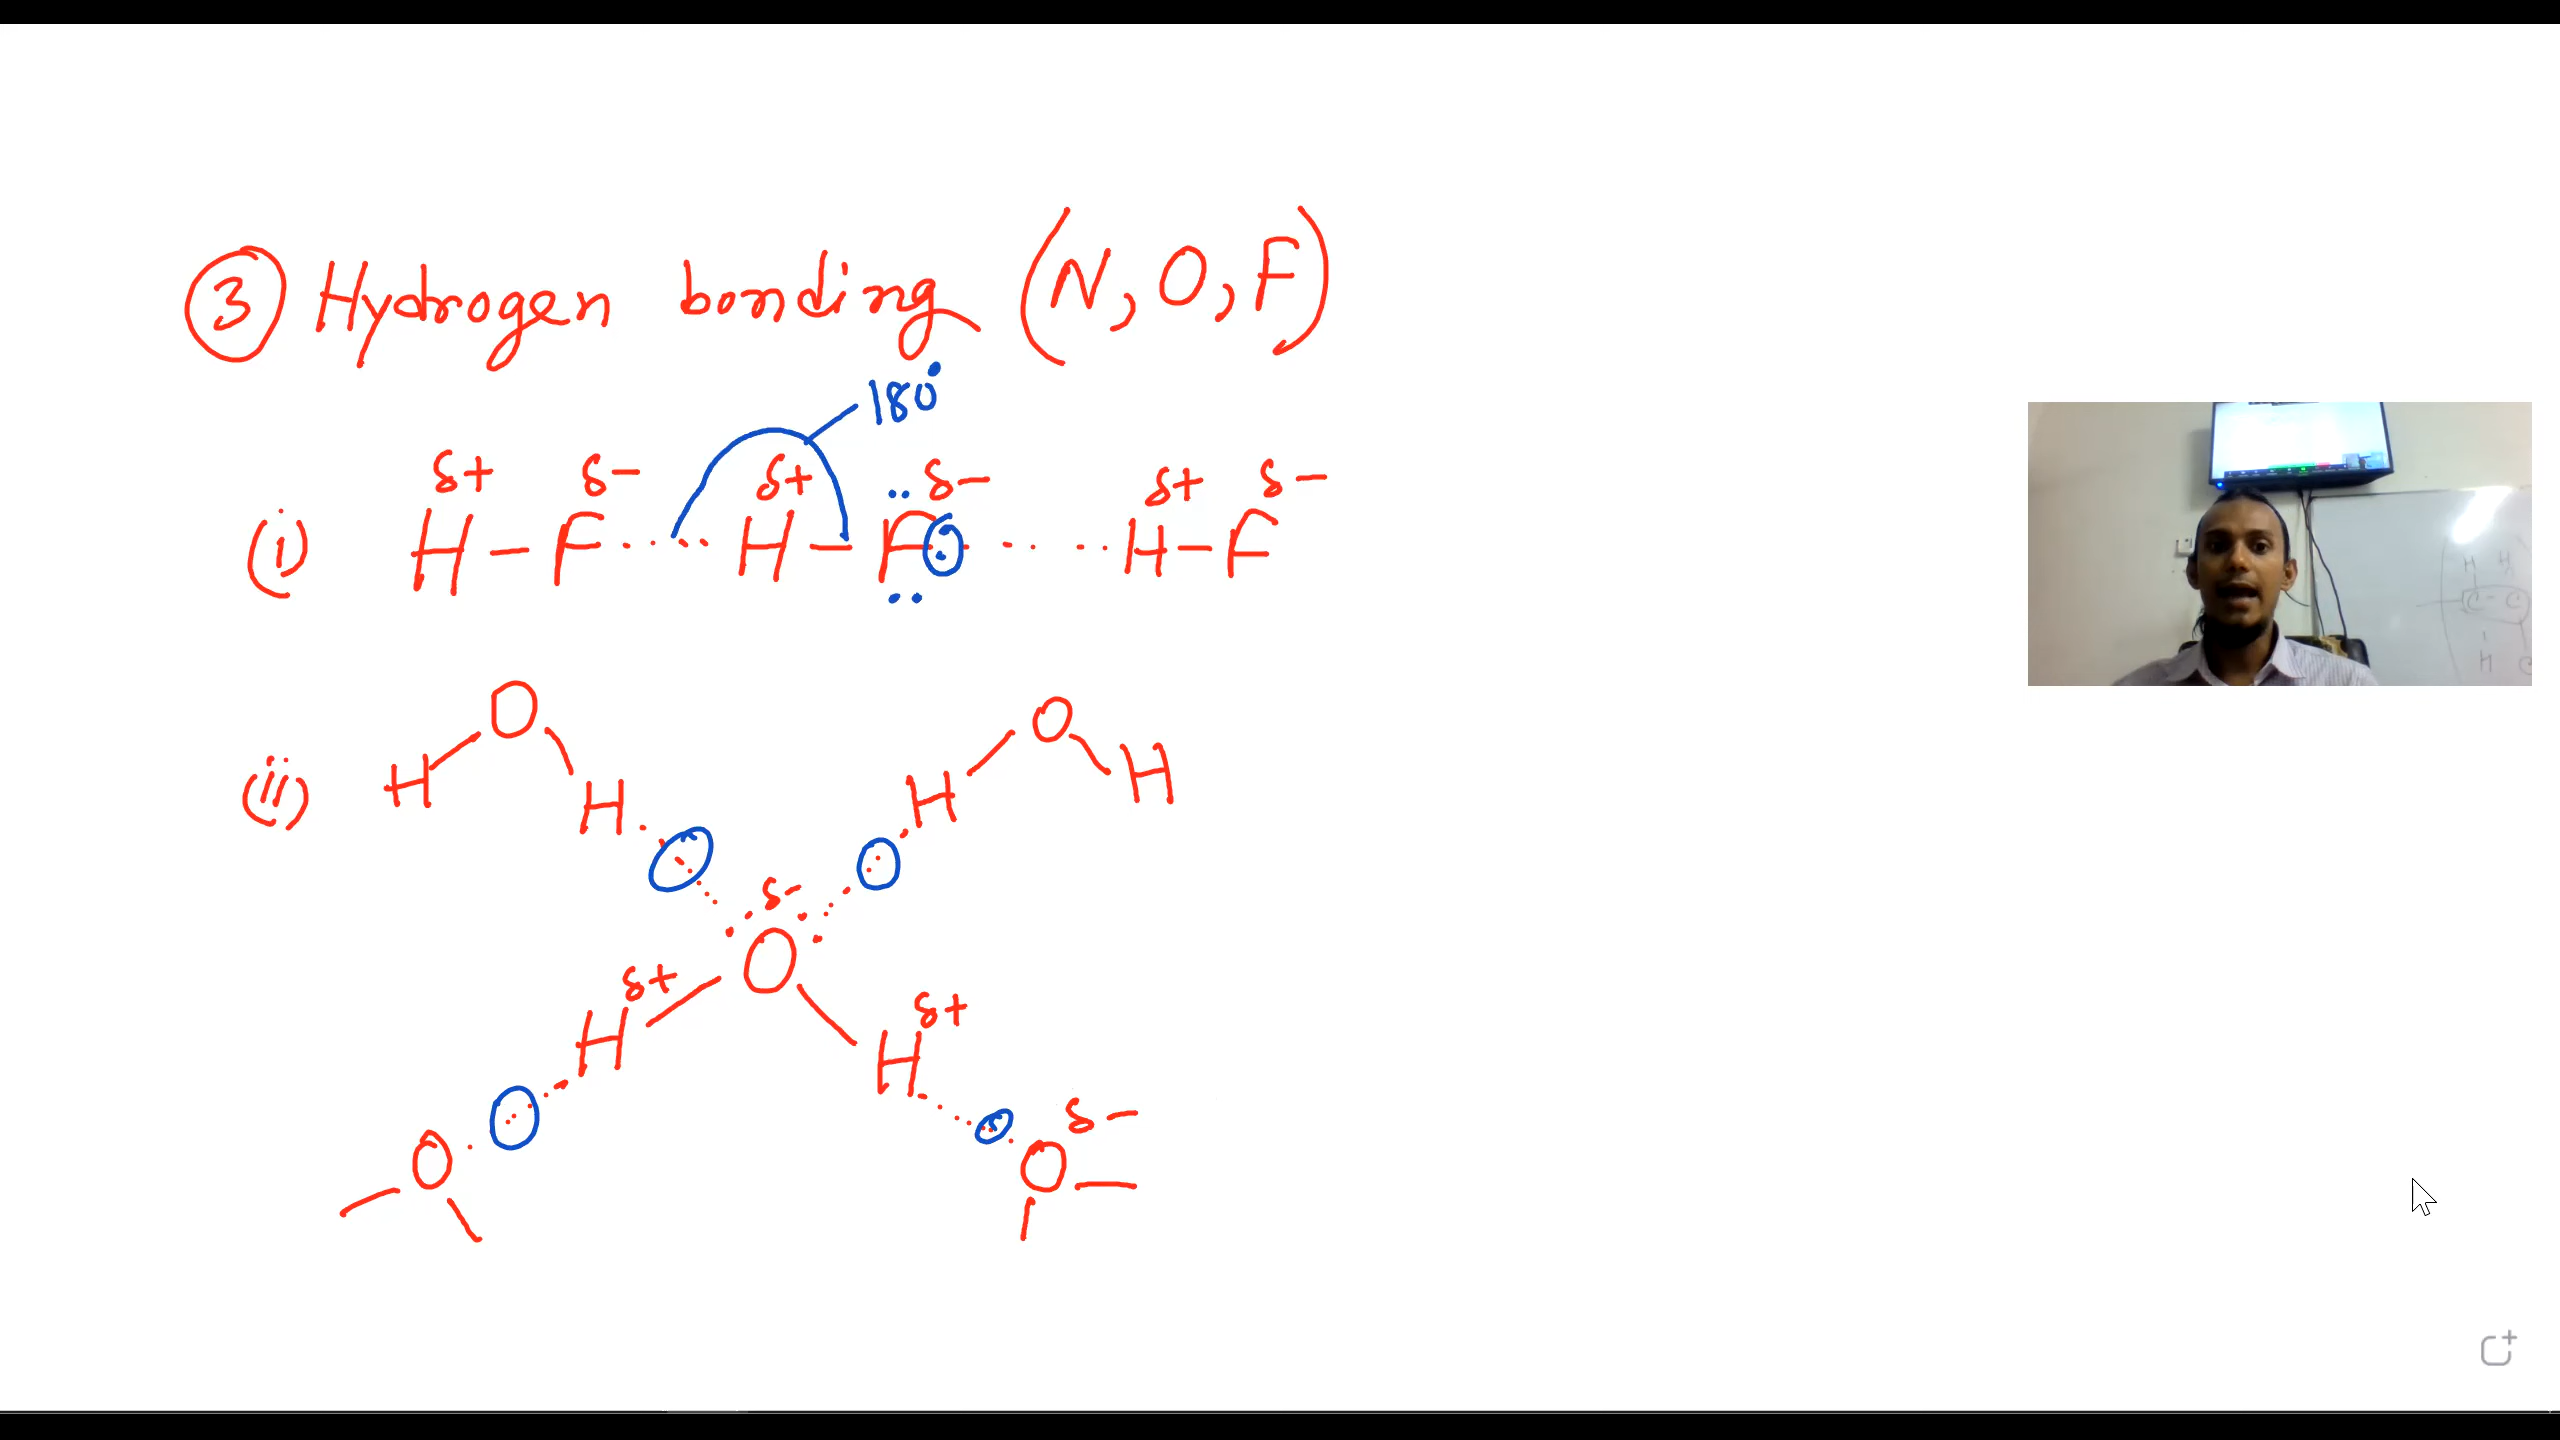 ③ Hydrogen bonding (N, O, F)
180°
δ+ δ- δ+ δ- δ+ δ-
(i) H - F ..... H - F : ..... H - F
O O
(ii) H H H H
δ-
O
δ+ δ+
H H
δ-
O O
H H
C - C
H